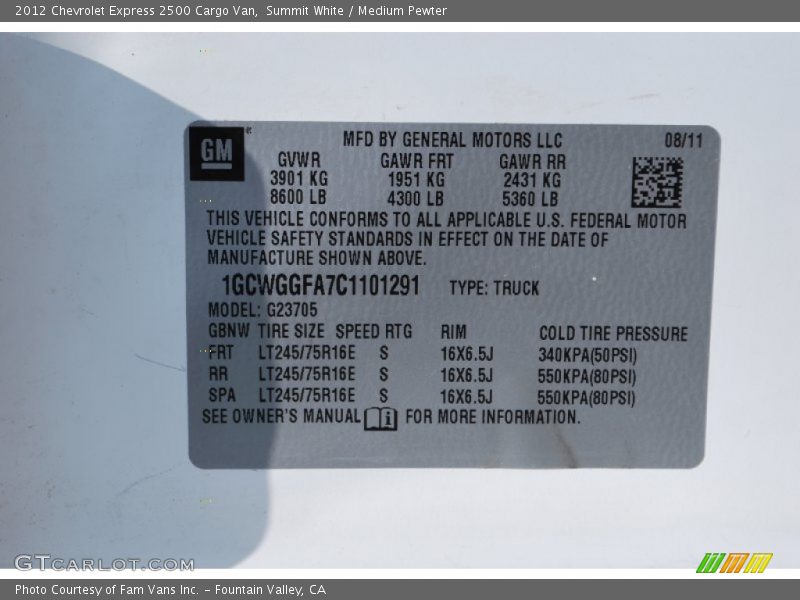 2012 Chevrolet Express 2500 Cargo Van,  Summit White / Medium Pewter
GM
MFD BY GENERAL MOTORS LLC 08/11
GVWR GAWR FRT GAWR RR
3901 KG 1951 KG 2431 KG
8600 LB 4300 LB 5360 LB
THIS VEHICLE CONFORMS TO ALL APPLICABLE U.S. FEDERAL MOTOR
VEHICLE SAFETY STANDARDS IN EFFECT ON THE DATE OF
MANUFACTURE SHOWN ABOVE.
1GCWGGFA7C1101291 TYPE: TRUCK
MODEL: G23705
GBNW TIRE SIZE SPEED RTG RIM COLD TIRE PRESSURE
FRT LT245/75R16E S 16X6.5J 340KPA(50PSI)
RR LT245/75R16E S 16X6.5J 550KPA(80PSI)
SPA LT245/75R16E S 16X6.5J 550KPA(80PSI)
SEE OWNER'S MANUAL i FOR MORE INFORMATION.
GTCARLOT.COM
Photo Courtesy of Fam Vans Inc. - Fountain Valley, CA